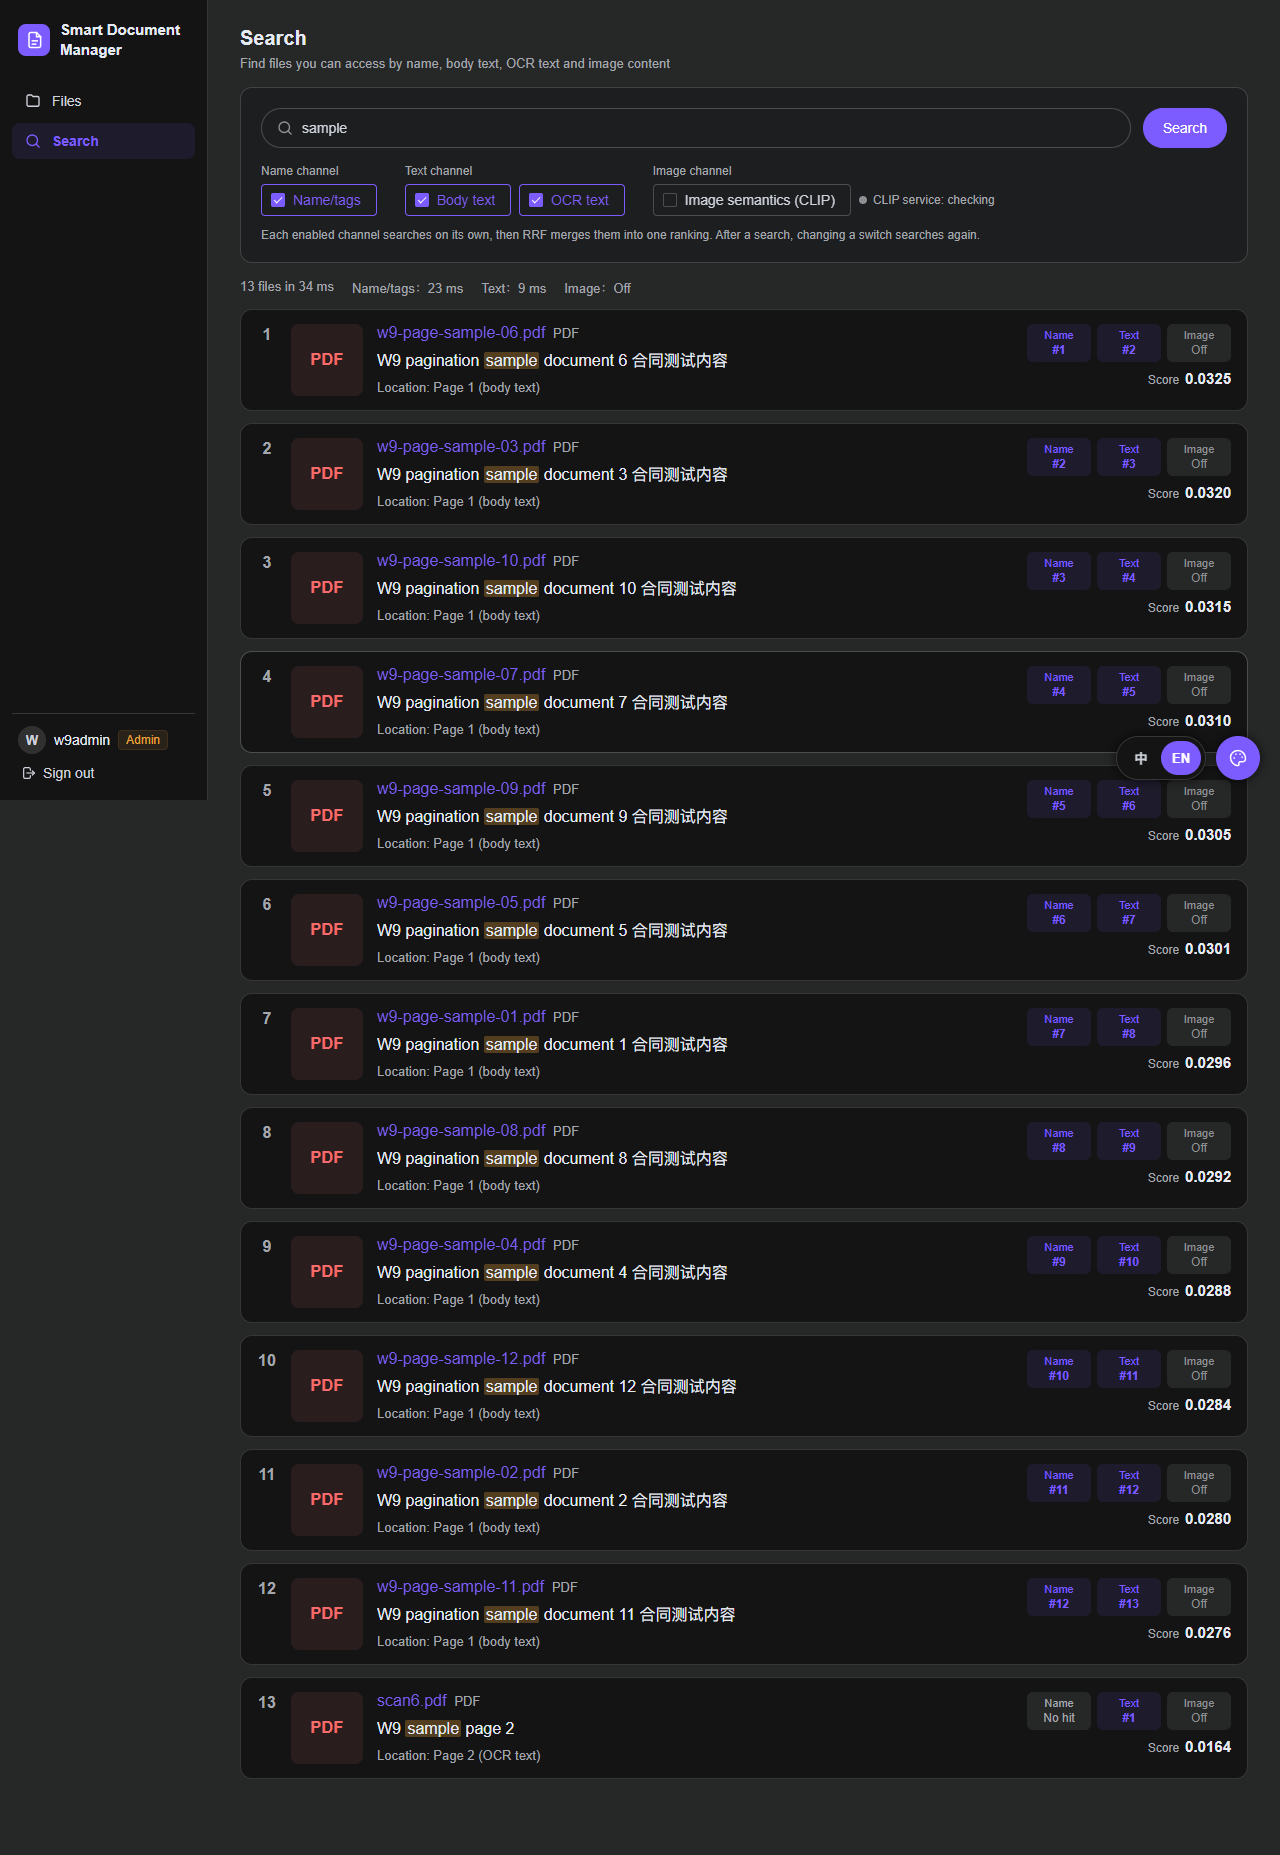 Smart Document
Manager
Files
Search
w9admin Admin
Sign out
Search
Find files you can access by name, body text, OCR text and image content
sample
Search
Name channel
Name/tags
Text channel
Body text
OCR text
Image channel
Image semantics (CLIP)
CLIP service: checking
Each enabled channel searches on its own, then RRF merges them into one ranking. After a search, changing a switch searches again.
13 files in 34 ms Name/tags: 23 ms Text: 9 ms Image: Off
1
PDF
w9-page-sample-06.pdf PDF
W9 pagination sample document 6 合同测试内容
Location: Page 1 (body text)
Name #1
Text #2
Image Off
Score 0.0325
2
PDF
w9-page-sample-03.pdf PDF
W9 pagination sample document 3 合同测试内容
Location: Page 1 (body text)
Name #2
Text #3
Image Off
Score 0.0320
3
PDF
w9-page-sample-10.pdf PDF
W9 pagination sample document 10 合同测试内容
Location: Page 1 (body text)
Name #3
Text #4
Image Off
Score 0.0315
4
PDF
w9-page-sample-07.pdf PDF
W9 pagination sample document 7 合同测试内容
Location: Page 1 (body text)
Name #4
Text #5
Image Off
Score 0.0310
中 EN
5
PDF
w9-page-sample-09.pdf PDF
W9 pagination sample document 9 合同测试内容
Location: Page 1 (body text)
Name #5
Text #6
Image Off
Score 0.0305
6
PDF
w9-page-sample-05.pdf PDF
W9 pagination sample document 5 合同测试内容
Location: Page 1 (body text)
Name #6
Text #7
Image Off
Score 0.0301
7
PDF
w9-page-sample-01.pdf PDF
W9 pagination sample document 1 合同测试内容
Location: Page 1 (body text)
Name #7
Text #8
Image Off
Score 0.0296
8
PDF
w9-page-sample-08.pdf PDF
W9 pagination sample document 8 合同测试内容
Location: Page 1 (body text)
Name #8
Text #9
Image Off
Score 0.0292
9
PDF
w9-page-sample-04.pdf PDF
W9 pagination sample document 4 合同测试内容
Location: Page 1 (body text)
Name #9
Text #10
Image Off
Score 0.0288
10
PDF
w9-page-sample-12.pdf PDF
W9 pagination sample document 12 合同测试内容
Location: Page 1 (body text)
Name #10
Text #11
Image Off
Score 0.0284
11
PDF
w9-page-sample-02.pdf PDF
W9 pagination sample document 2 合同测试内容
Location: Page 1 (body text)
Name #11
Text #12
Image Off
Score 0.0280
12
PDF
w9-page-sample-11.pdf PDF
W9 pagination sample document 11 合同测试内容
Location: Page 1 (body text)
Name #12
Text #13
Image Off
Score 0.0276
13
PDF
scan6.pdf PDF
W9 sample page 2
Location: Page 2 (OCR text)
Name No hit
Text #1
Image Off
Score 0.0164